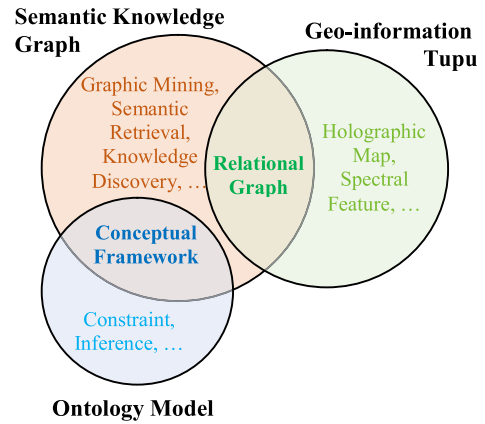 Semantic Knowledge
Graph
Geo-information
Tupu
Graphic Mining,
Semantic
Retrieval,
Knowledge
Discovery, …
Relational
Graph
Holographic
Map,
Spectral
Feature, …
Conceptual
Framework
Constraint,
Inference, …
Ontology Model